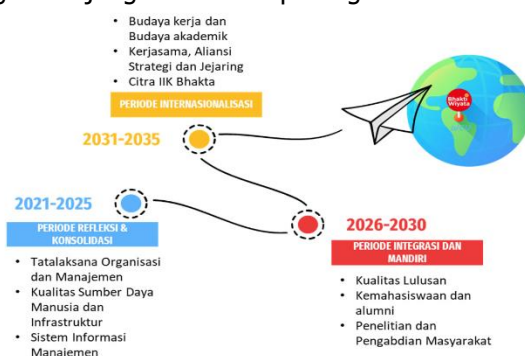 • Budaya kerja dan
Budaya akademik
• Kerjasama, Aliansi
Strategi dan Jejaring
• Citra IIK Bhakta
PERIODE INTERNASIONALISASI
2031-2035
Bhakti
Wiyata
2021-2025
PERIODE REFLEKSI &
KONSOLIDASI
• Tatalaksana Organisasi
dan Manajemen
• Kualitas Sumber Daya
Manusia dan
Infrastruktur
• Sistem Informasi
Manajemen
2026-2030
PERIODE INTEGRASI DAN
MANDIRI
• Kualitas Lulusan
• Kemahasiswaan dan
alumni
• Penelitian dan
Pengabdian Masyarakat